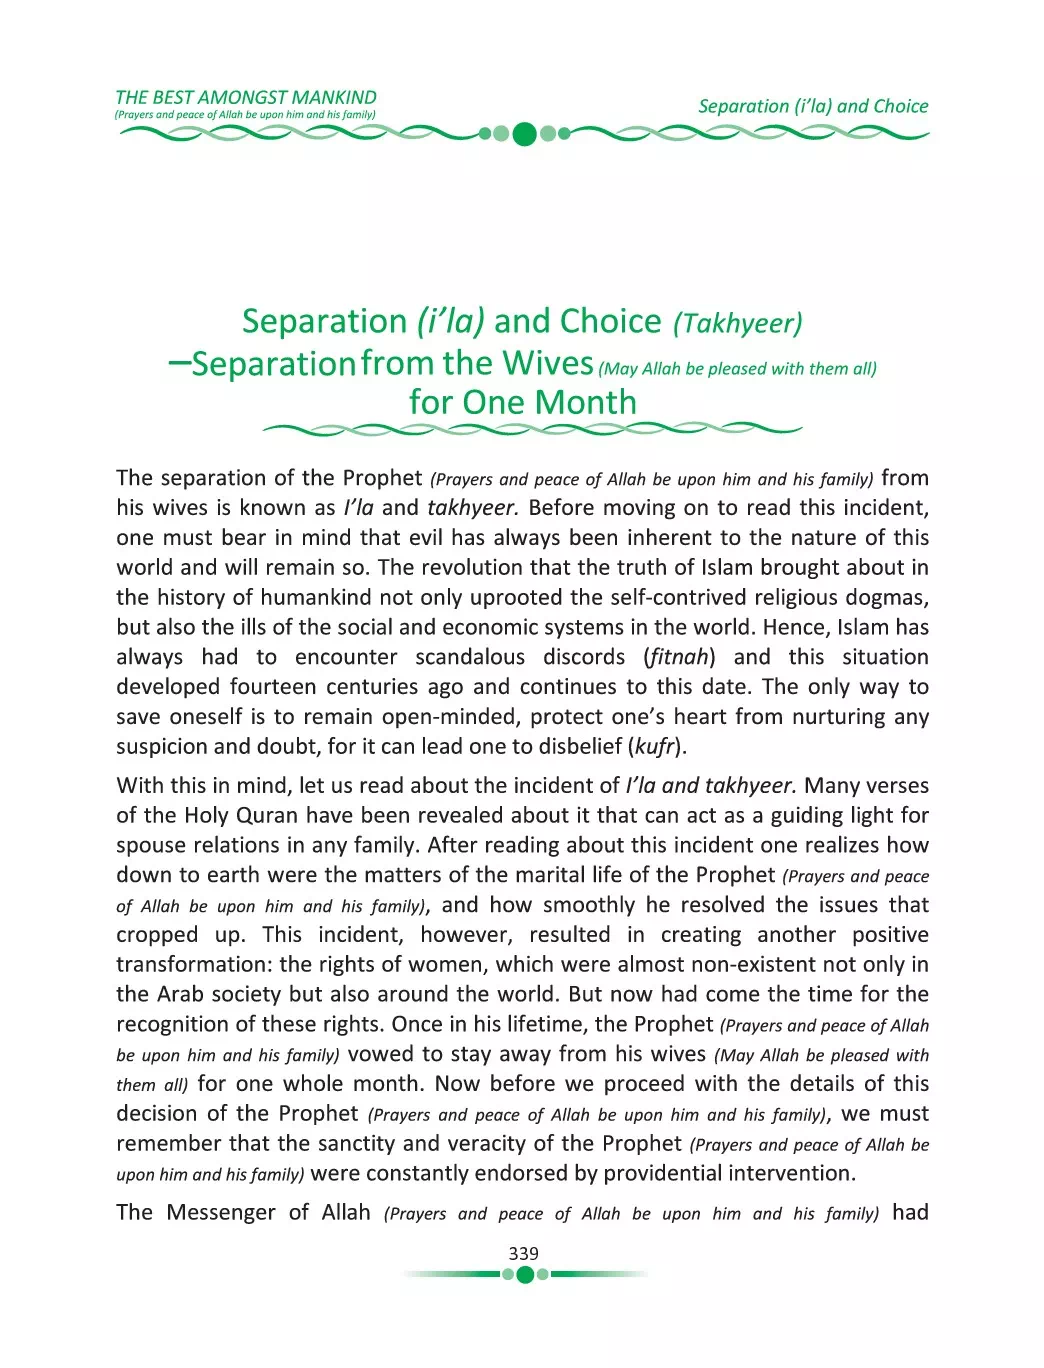 THE BEST AMONGST MANKIND
(Prayers and peace of Allah be upon him and his family)
Separation (i’la) and Choice
Separation (i’la) and Choice (Takhyeer)
–Separation from the Wives (May Allah be pleased with them all)
for One Month
The separation of the Prophet (Prayers and peace of Allah be upon him and his family) from
his wives is known as I’la and takhyeer. Before moving on to read this incident,
one must bear in mind that evil has always been inherent to the nature of this
world and will remain so. The revolution that the truth of Islam brought about in
the history of humankind not only uprooted the self-contrived religious dogmas,
but also the ills of the social and economic systems in the world. Hence, Islam has
always had to encounter scandalous discords (fitnah) and this situation
developed fourteen centuries ago and continues to this date. The only way to
save oneself is to remain open-minded, protect one’s heart from nurturing any
suspicion and doubt, for it can lead one to disbelief (kufr).
With this in mind, let us read about the incident of I’la and takhyeer. Many verses
of the Holy Quran have been revealed about it that can act as a guiding light for
spouse relations in any family. After reading about this incident one realizes how
down to earth were the matters of the marital life of the Prophet (Prayers and peace
of Allah be upon him and his family), and how smoothly he resolved the issues that
cropped up. This incident, however, resulted in creating another positive
transformation: the rights of women, which were almost non-existent not only in
the Arab society but also around the world. But now had come the time for the
recognition of these rights. Once in his lifetime, the Prophet (Prayers and peace of Allah
be upon him and his family) vowed to stay away from his wives (May Allah be pleased with
them all) for one whole month. Now before we proceed with the details of this
decision of the Prophet (Prayers and peace of Allah be upon him and his family), we must
remember that the sanctity and veracity of the Prophet (Prayers and peace of Allah be
upon him and his family) were constantly endorsed by providential intervention.
The Messenger of Allah (Prayers and peace of Allah be upon him and his family) had
339